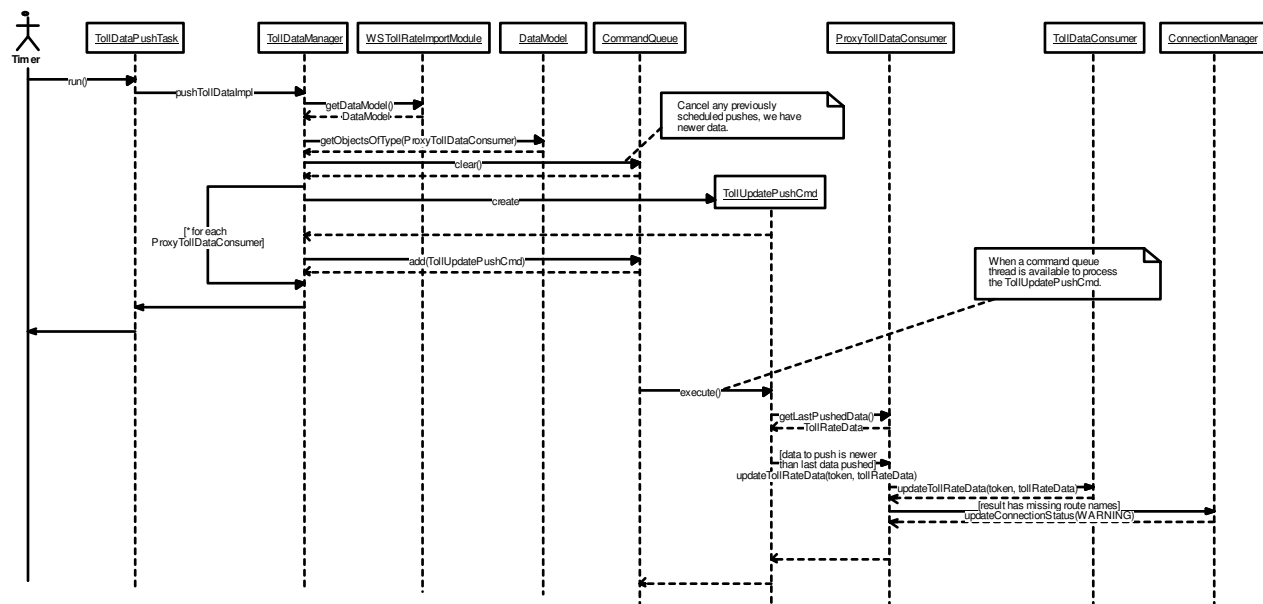 TollDataPushTask
TollDataManager
WSTollRateImportModule
DataModel
CommandQueue
ProxyTollDataConsumer
TollDataConsumer
ConnectionManager
Timer
run()
pushTollDataImpl
getDataModel()
DataModel
Cancel any previously
scheduled pushes, we have
newer data.
getObjectsOfType(ProxyTollDataConsumer)
clear()
TollUpdatePushCmd
create
[* for each
ProxyTollDataConsumer]
add(TollUpdatePushCmd)
When a command queue
thread is available to process
the TollUpdatePushCmd.
execute()
getLastPushedData()
TollRateData
[data to push is newer
than last data pushed]
updateTollRateData(token, tollRateData)
updateTollRateData(token, tollRateData)
[result has missing route names]
updateConnectionStatus(WARNING)